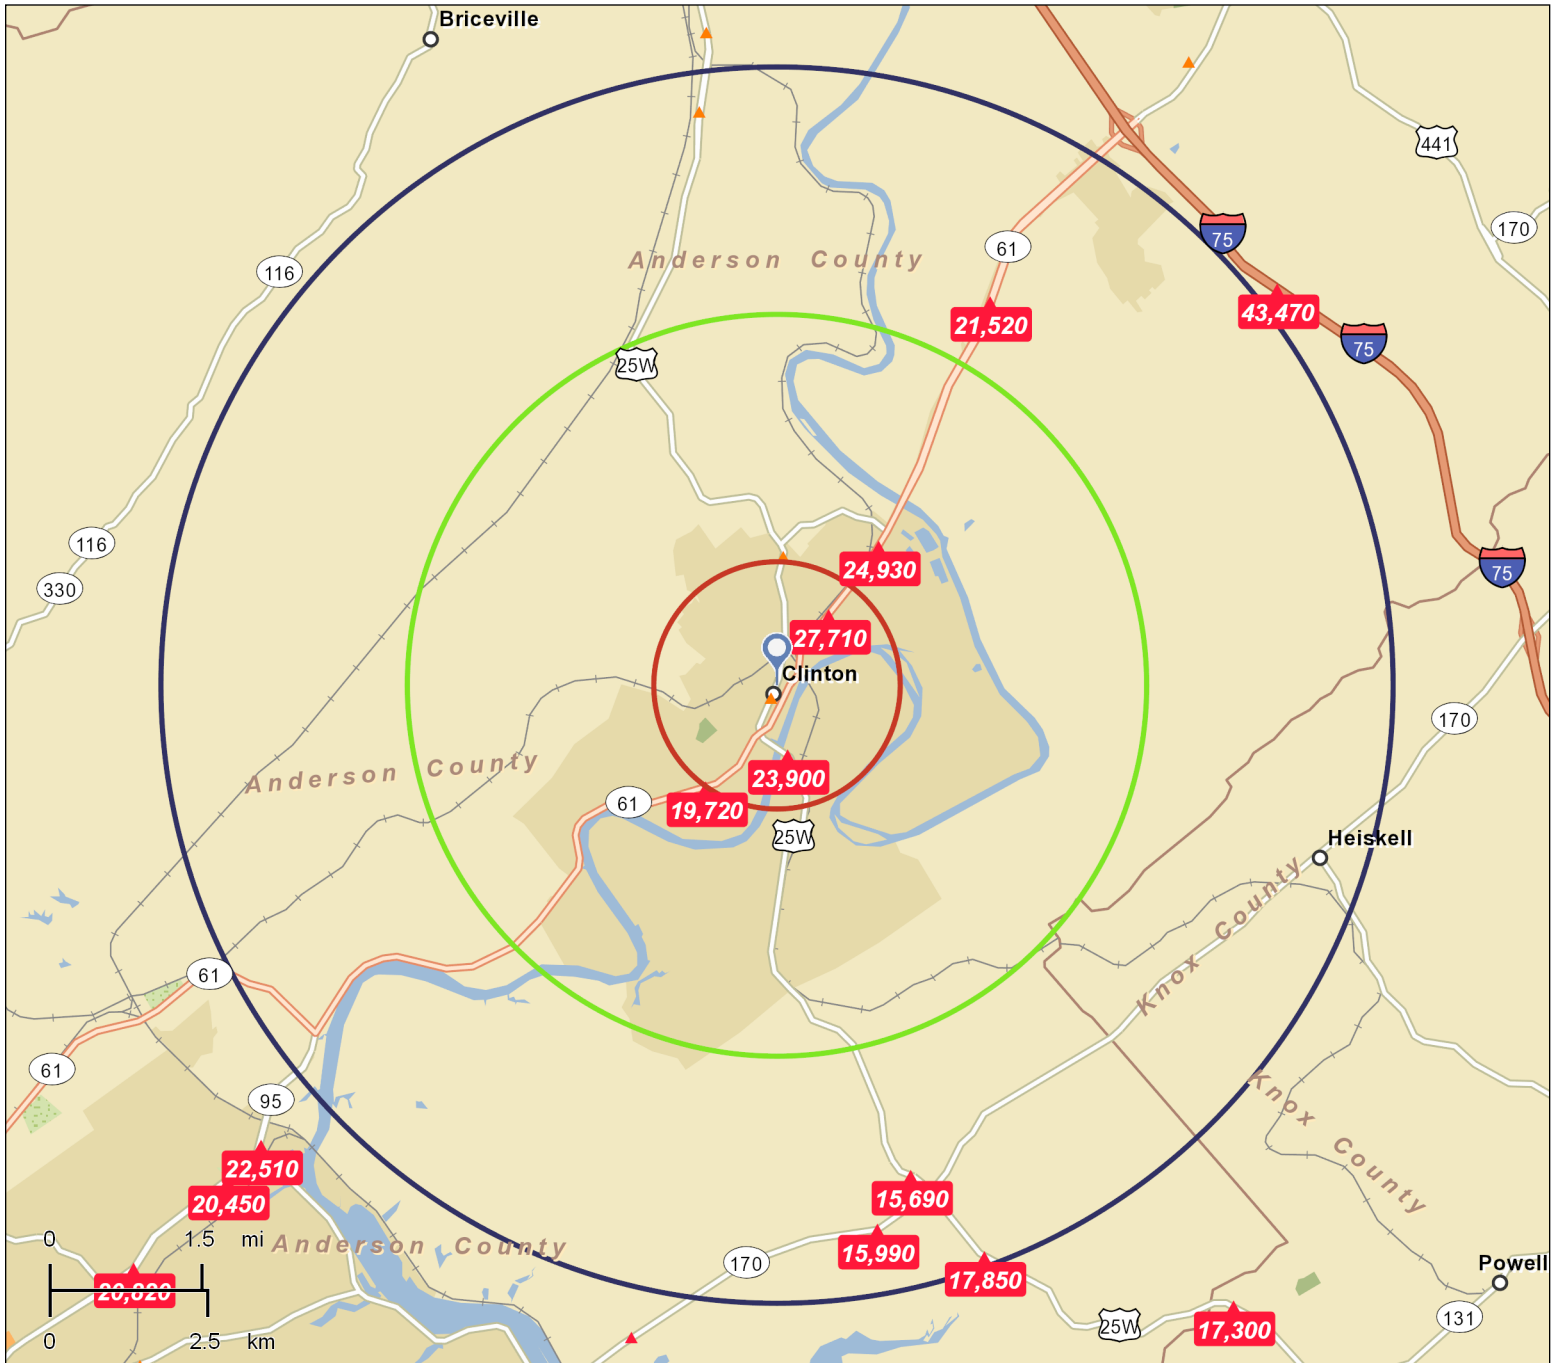 Briceville
441
170
75
116
Anderson County
61
43,470
21,520
75
25W
116
24,930
75
330
27,710
Clinton
170
Anderson County
23,900
61
19,720
25W
Heiskell
Knox County
61
61
Knox County
95
22,510
15,690
20,450
0 1.5 mi
Anderson County
15,990
170
17,850
Powell
20,820
131
25W
17,300
0 2.5 km